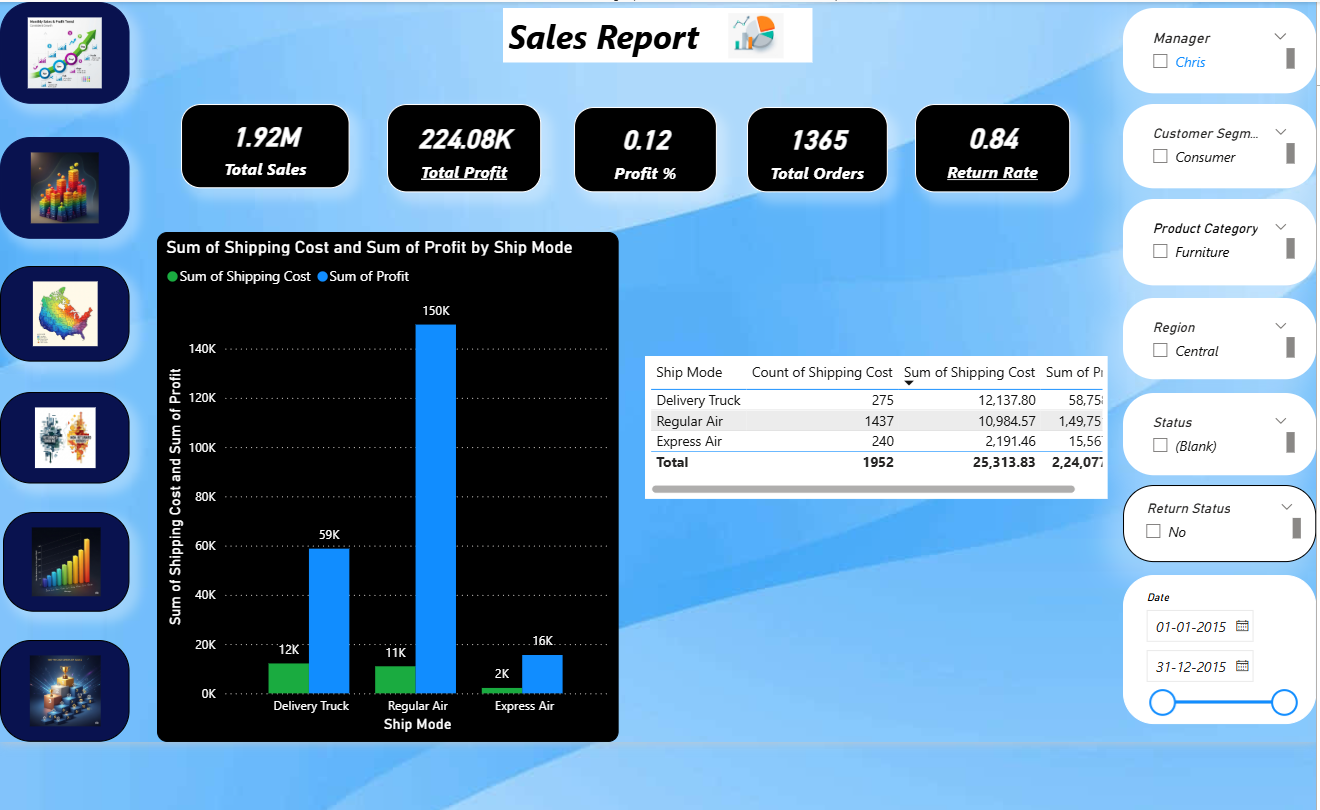 Sales Report
Manager
Chris
1.92M
Total Sales
224.08K
Total Profit
0.12
Profit %
1365
Total Orders
0.84
Return Rate
Customer Segm...
Consumer
Product Category
Furniture
Region
Central
Status
(Blank)
Return Status
No
Date
01-01-2015
31-12-2015
Sum of Shipping Cost and Sum of Profit by Ship Mode
Sum of Shipping Cost Sum of Profit
Sum of Shipping Cost and Sum of Profit
140K
120K
100K
80K
60K
40K
20K
0K
12K
59K
11K
150K
2K
16K
Delivery Truck Regular Air Express Air
Ship Mode
Ship Mode Count of Shipping Cost Sum of Shipping Cost Sum of Pr
Delivery Truck 275 12,137.80 58,758
Regular Air 1437 10,984.57 1,49,75
Express Air 240 2,191.46 15,56
Total 1952 25,313.83 2,24,077